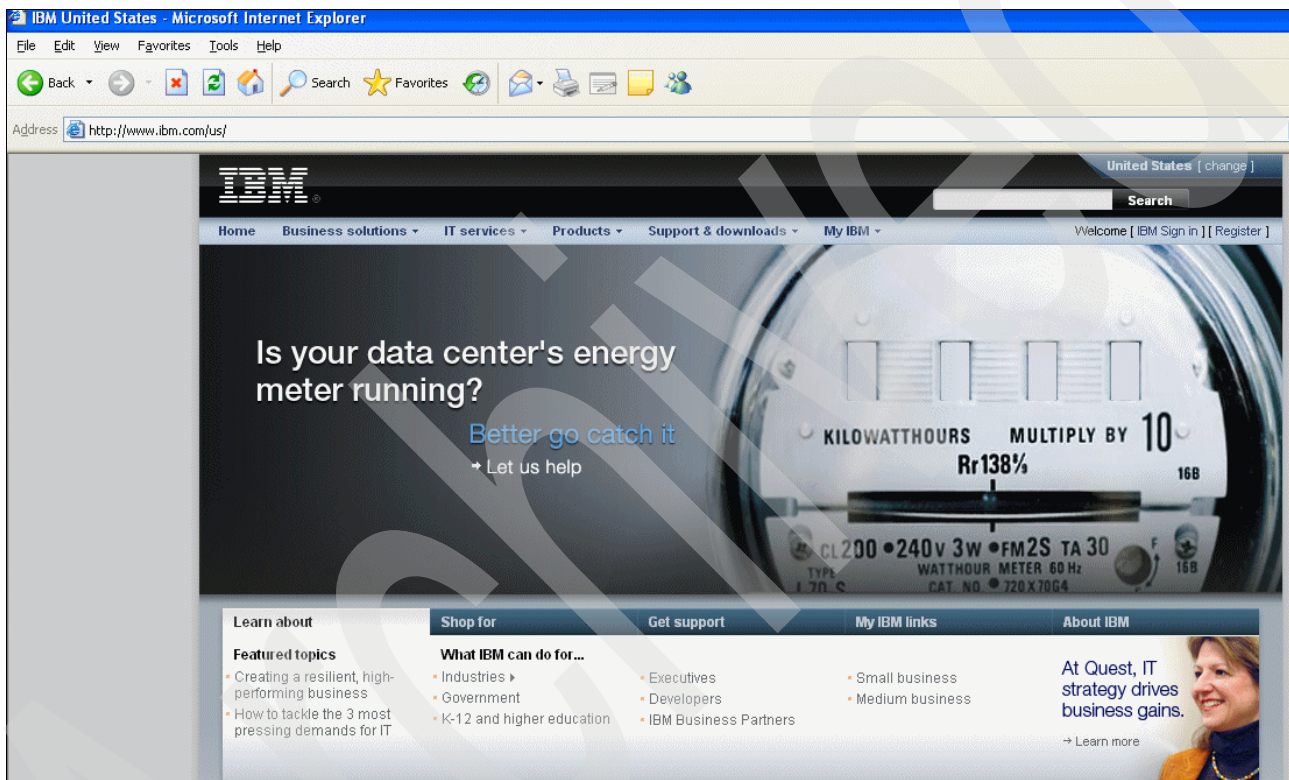 IBM United States - Microsoft Internet Explorer
File Edit View Favorites Tools Help
Back Search Favorites
Address http://www.ibm.com/us/
United States [ change ]
IBM®
Search
Home Business solutions IT services Products Support & downloads My IBM Welcome [ IBM Sign in ] [ Register ]
Is your data center's energy
meter running?
Better go catch it
→ Let us help
KILOWATTHOURS MULTIPLY BY 10
Rr138⅝
16B
CL200 •240V 3W •FM2S TA 30
F
TYPE WATTHOUR METER 60 Hz 16B
CAT. NO. • 720X70G4
Learn about Shop for Get support My IBM links About IBM
Featured topics
• Creating a resilient, high-
performing business
• How to tackle the 3 most
pressing demands for IT
What IBM can do for...
• Industries
• Government
• K-12 and higher education
• Executives
• Developers
• IBM Business Partners
• Small business
• Medium business
At Quest, IT
strategy drives
business gains.
→ Learn more